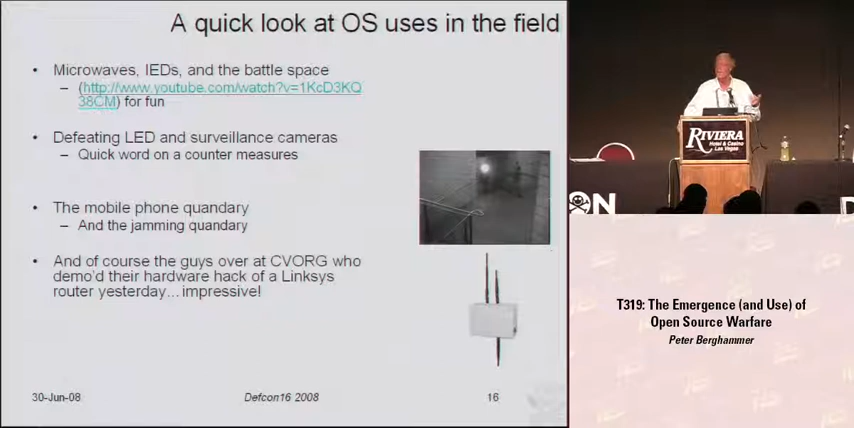 A quick look at OS uses in the field
• Microwaves, IEDs, and the battle space
– (http://www.youtube.com/watch?v=1KcD3KQ
38CM) for fun
• Defeating LED and surveillance cameras
– Quick word on a counter measures
• The mobile phone quandary
– And the jamming quandary
• And of course the guys over at CVORG who
demo'd their hardware hack of a Linksys
router yesterday…impressive!
30-Jun-08
Defcon16 2008
16
RIVIERA
Hotel & Casino
Las Vegas
N
D
T319: The Emergence (and Use) of
Open Source Warfare
Peter Berghammer